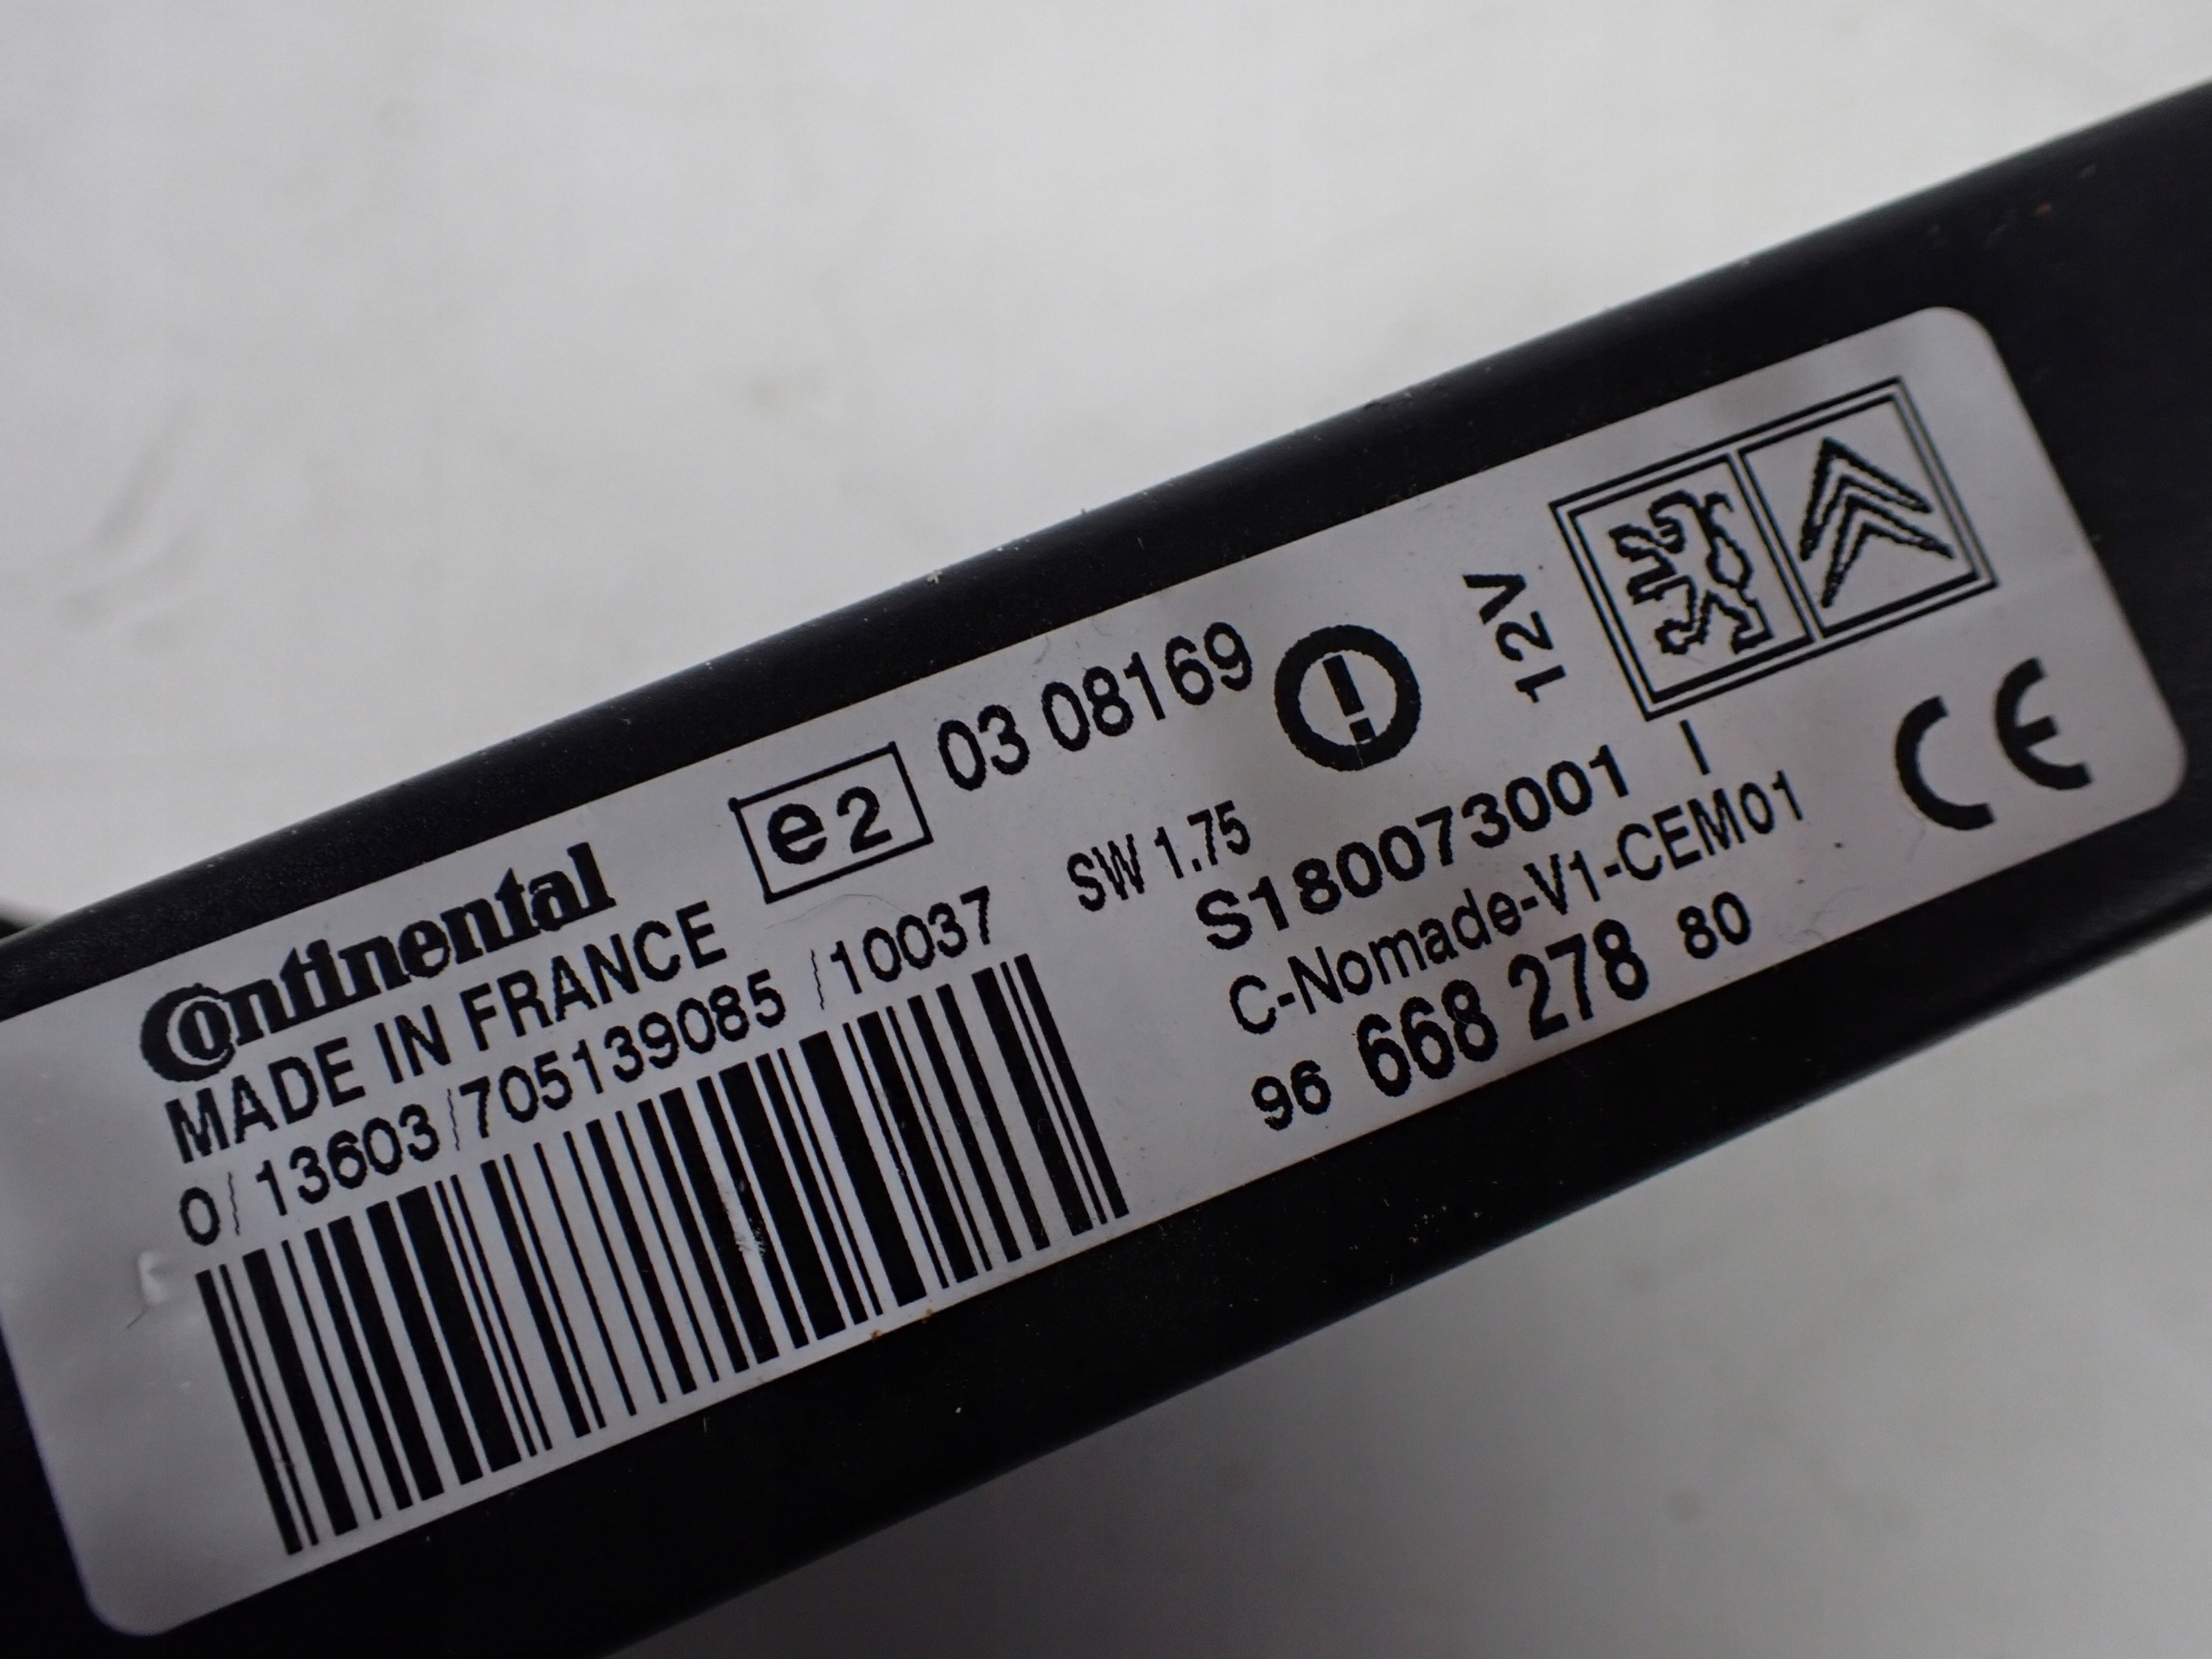 Continental
MADE IN FRANCE
e2 03 08169
0/13603/705139085/10037
SW 1.75
12V
S180073001 I
C-Nomade-V1-CEM01
96 668 278 80
CE